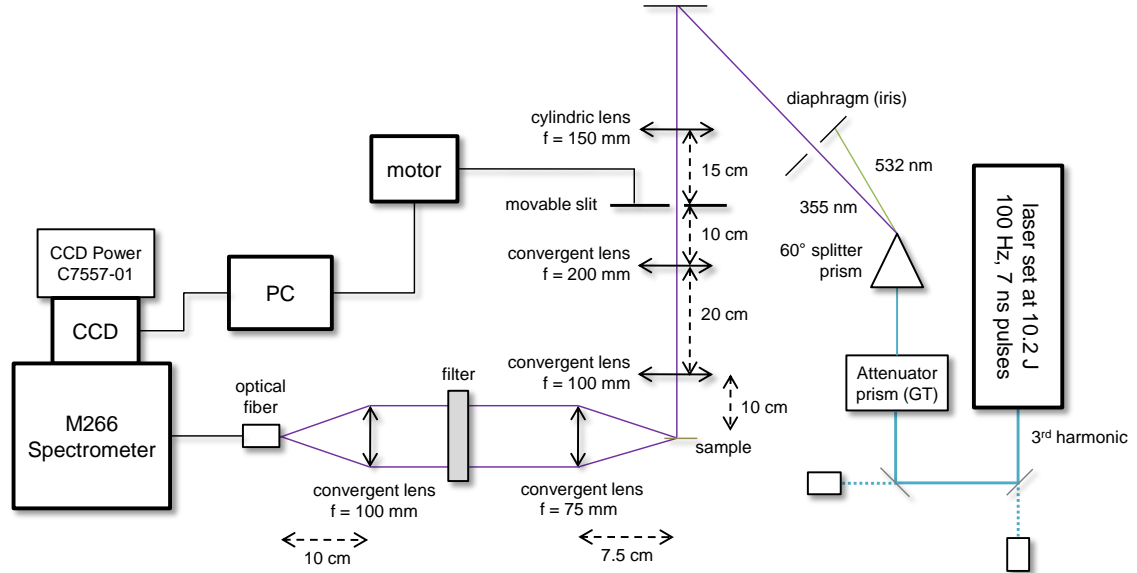 diaphragm (iris)
cylindric lens
f = 150 mm
532 nm
motor
15 cm
movable slit
355 nm
10 cm
laser set at 10.2 J
100 Hz, 7 ns pulses
CCD Power
C7557-01
PC
convergent lens
f = 200 mm
60° splitter
prism
CCD
20 cm
convergent lens
f = 100 mm
filter
optical
fiber
10 cm
Attenuator
prism (GT)
M266
Spectrometer
sample
3rd harmonic
convergent lens
f = 100 mm
convergent lens
f = 75 mm
10 cm
7.5 cm